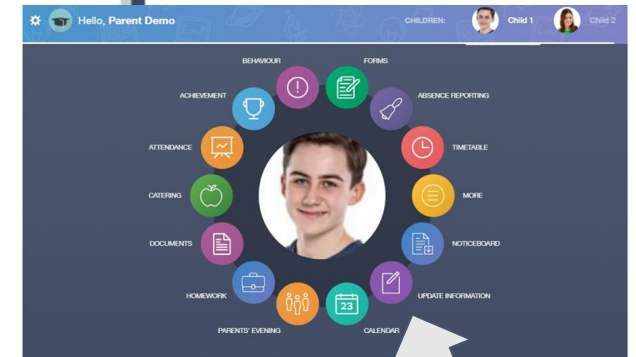 Hello, Parent Demo
CHILDREN:
Child 1
Child 2
BEHAVIOUR
FORMS
ACHIEVEMENT
ABSENCE REPORTING
ATTENDANCE
TIMETABLE
CATERING
MORE
DOCUMENTS
NOTICEBOARD
HOMEWORK
UPDATE INFORMATION
23
PARENTS' EVENING
CALENDAR